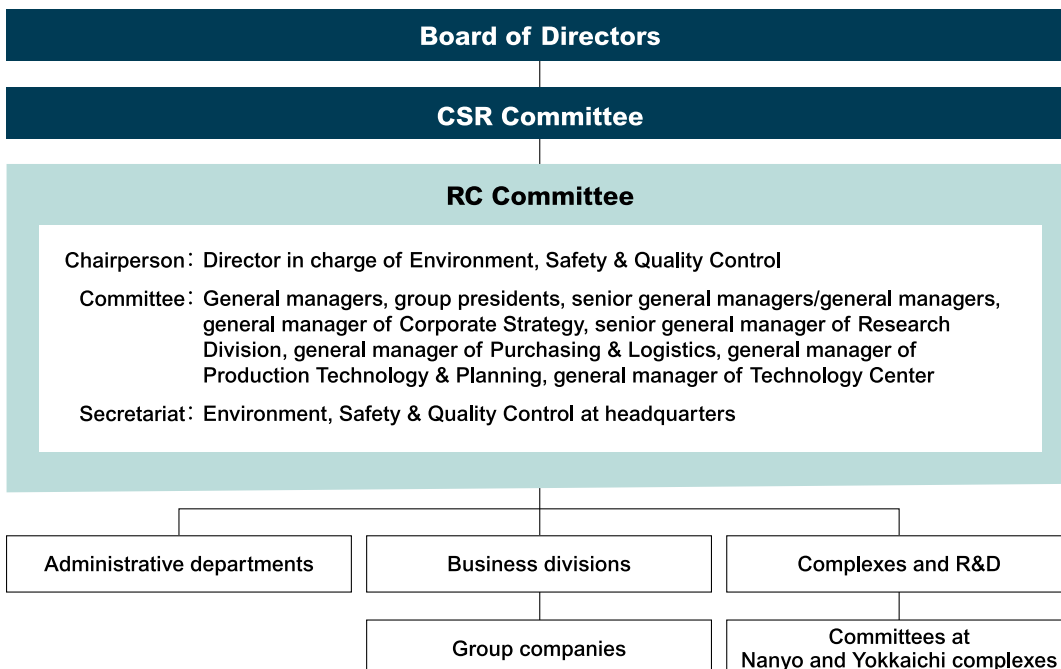 Board of Directors
CSR Committee
RC Committee
Chairperson: Director in charge of Environment, Safety & Quality Control
Committee: General managers, group presidents, senior general managers/general managers,
general manager of Corporate Strategy, senior general manager of Research
Division, general manager of Purchasing & Logistics, general manager of
Production Technology & Planning, general manager of Technology Center
Secretariat: Environment, Safety & Quality Control at headquarters
Administrative departments
Business divisions
Complexes and R&D
Group companies
Committees at
Nanyo and Yokkaichi complexes